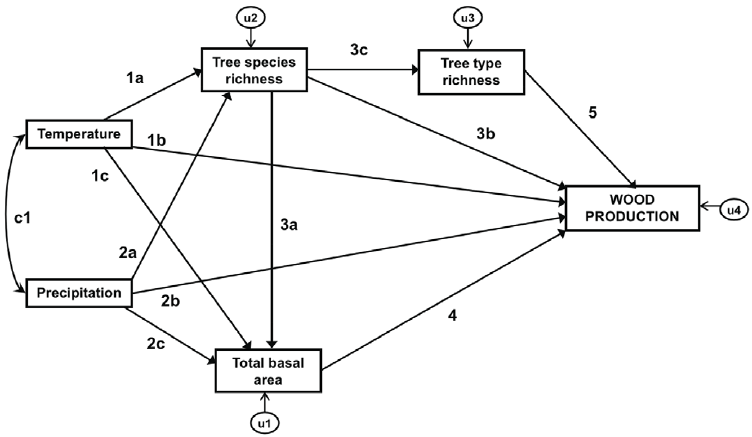 u2
u3
Tree species
richness
3c
Tree type
richness
1a
5
Temperature
1b
3b
1c
WOOD
PRODUCTION
u4
c1
2a
3a
Precipitation
2b
4
2c
Total basal
area
u1